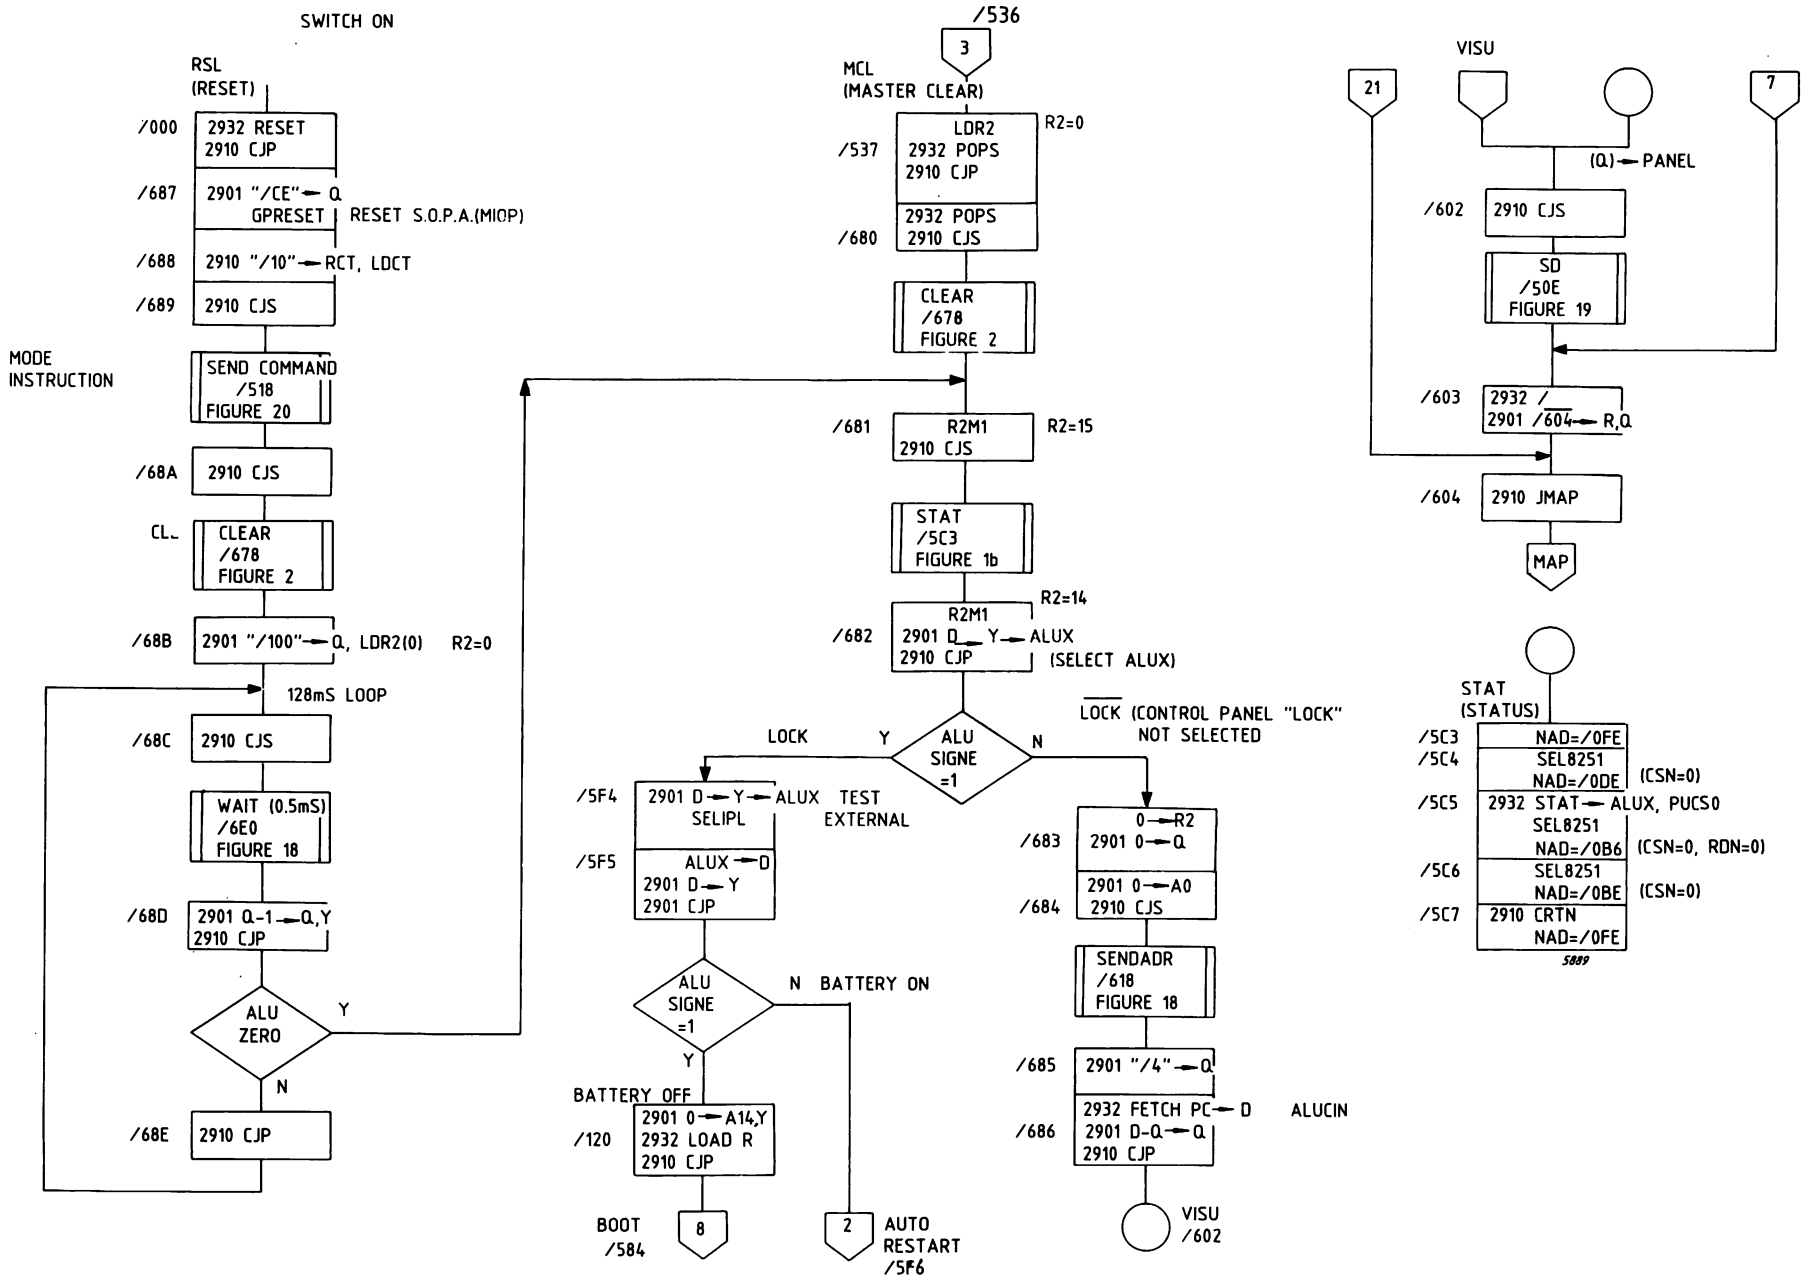 SWITCH ON
RSL
(RESET)
/000
2932 RESET
2910 CJP
/687
2901 "/CE"→Q
GPRESET
RESET S.O.P.A.(MIOP)
/688
2910 "/10"→RCT, LDCT
/689
2910 CJS
MODE
INSTRUCTION
SEND COMMAND
/518
FIGURE 20
/68A
2910 CJS
CLEAR
/678
FIGURE 2
/68B
2901 "/100"→Q, LDR2(0)
R2=0
128mS LOOP
/68C
2910 CJS
WAIT (0.5mS)
/6E0
FIGURE 18
/68D
2901 Q-1→Q,Y
2910 CJP
ALU
ZERO
Y
N
/68E
2910 CJP
/536
3
MCL
(MASTER CLEAR)
LDR2
R2=0
/537
2932 POPS
2910 CJP
2932 POPS
/680
2910 CJS
CLEAR
/678
FIGURE 2
/681
R2M1
R2=15
2910 CJS
STAT
/5C3
FIGURE 1b
R2=14
R2M1
/682
2901 D→Y→ALUX
2910 CJP
(SELECT ALUX)
LOCK
Y
ALU
SIGNE
=1
N
LOCK (CONTROL PANEL "LOCK"
NOT SELECTED
/5F4
2901 D→Y→ALUX
TEST
SELIPL
EXTERNAL
/5F5
ALUX→D
2901 D→Y
2901 CJP
ALU
SIGNE
=1
N
BATTERY ON
Y
BATTERY OFF
2901 0→A14,Y
/120
2932 LOAD R
2910 CJP
BOOT
/584
8
2
AUTO
RESTART
/5F6
0→R2
/683
2901 0→Q
2901 0→A0
/684
2910 CJS
SENDADR
/618
FIGURE 18
/685
2901 "/4"→Q
2932 FETCH PC→D
ALUCIN
/686
2901 D-Q→Q
2910 CJP
VISU
/602
VISU
21
7
(Q)→PANEL
/602
2910 CJS
SD
/50E
FIGURE 19
/603
2932 /
2901 /604→R,Q
/604
2910 JMAP
MAP
STAT
(STATUS)
/5C3
NAD=/0FE
/5C4
SEL8251
NAD=/0DE
(CSN=0)
/5C5
2932 STAT→ALUX, PUCS0
SEL8251
NAD=/0B6
(CSN=0, RDN=0)
/5C6
SEL8251
NAD=/0BE
(CSN=0)
/5C7
2910 CRTN
NAD=/0FE
5889